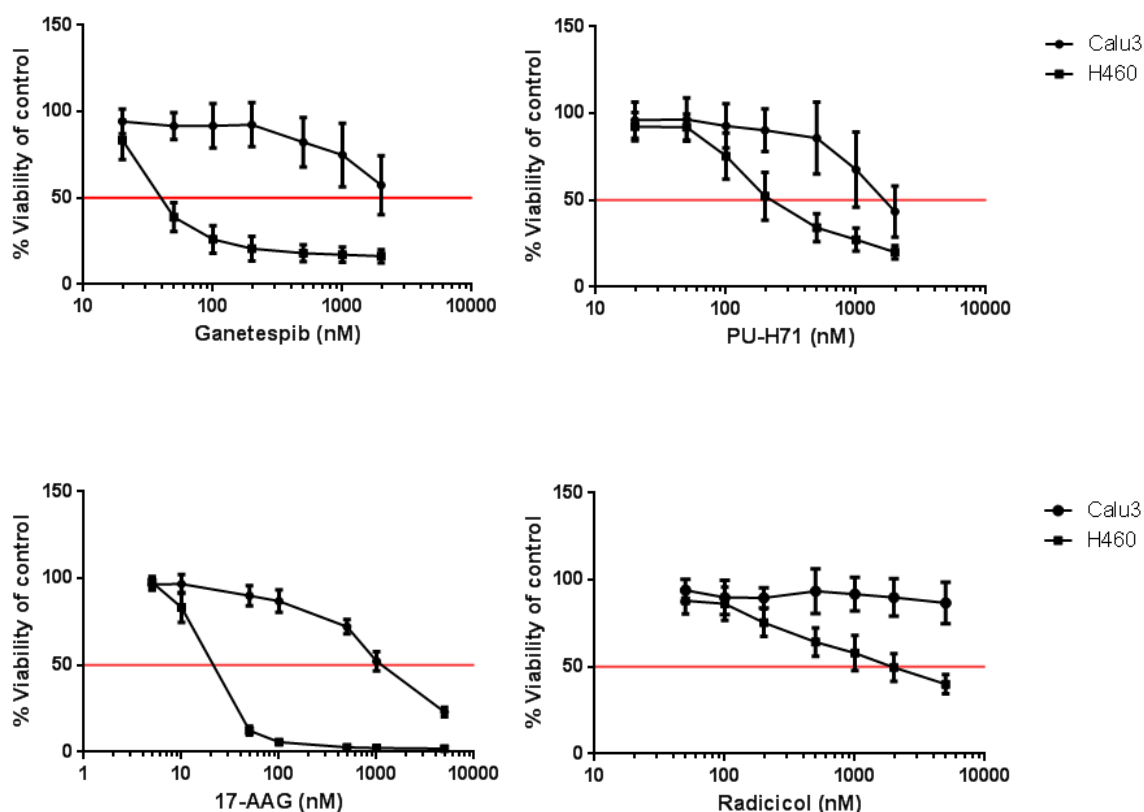 % Viability of control
150
100
50
0
10 100 1000 10000
Ganetespib (nM)
% Viability of control
150
100
50
0
10 100 1000 10000
PU-H71 (nM)
Calu3
H460
% Viability of control
150
100
50
0
1 10 100 1000 10000
17-AAG (nM)
% Viability of control
150
100
50
0
10 100 1000 10000
Radicicol (nM)
Calu3
H460